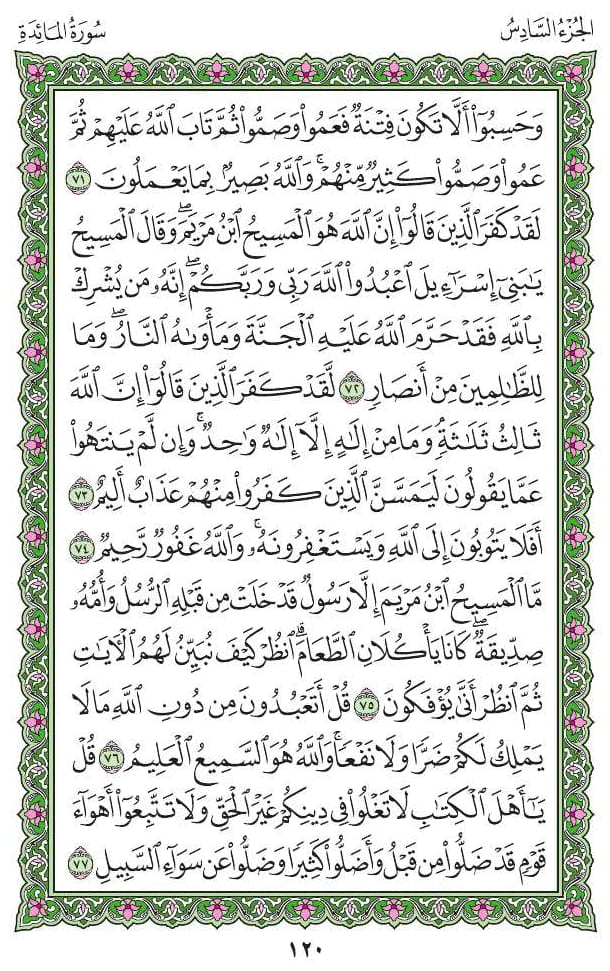 الجُزْءُ السَّادِسُ
سُورَةُ المَائِدَةِ
وَحَسِبُوٓا۟ أَلَّا تَكُونَ فِتْنَةٌ فَعَمُوا۟ وَصَمُّوا۟ ثُمَّ تَابَ ٱللَّهُ عَلَيْهِمْ ثُمَّ
عَمُوا۟ وَصَمُّوا۟ كَثِيرٌ مِّنْهُمْ ۚ وَٱللَّهُ بَصِيرٌۢ بِمَا يَعْمَلُونَ ٧١
لَقَدْ كَفَرَ ٱلَّذِينَ قَالُوٓا۟ إِنَّ ٱللَّهَ هُوَ ٱلْمَسِيحُ ٱبْنُ مَرْيَمَ ۖ وَقَالَ ٱلْمَسِيحُ
يَـٰبَنِىٓ إِسْرَٰٓءِيلَ ٱعْبُدُوا۟ ٱللَّهَ رَبِّى وَرَبَّكُمْ ۖ إِنَّهُۥ مَن يُشْرِكْ
بِٱللَّهِ فَقَدْ حَرَّمَ ٱللَّهُ عَلَيْهِ ٱلْجَنَّةَ وَمَأْوَىٰهُ ٱلنَّارُ ۖ وَمَا
لِلظَّـٰلِمِينَ مِنْ أَنصَارٍ ٧٢ لَّقَدْ كَفَرَ ٱلَّذِينَ قَالُوٓا۟ إِنَّ ٱللَّهَ
ثَالِثُ ثَلَـٰثَةٍ ۘ وَمَا مِنْ إِلَـٰهٍ إِلَّآ إِلَـٰهٌ وَٰحِدٌ ۚ وَإِن لَّمْ يَنتَهُوا۟
عَمَّا يَقُولُونَ لَيَمَسَّنَّ ٱلَّذِينَ كَفَرُوا۟ مِنْهُمْ عَذَابٌ أَلِيمٌ ٧٣
أَفَلَا يَتُوبُونَ إِلَى ٱللَّهِ وَيَسْتَغْفِرُونَهُۥ ۚ وَٱللَّهُ غَفُورٌ رَّحِيمٌ ٧٤
مَّا ٱلْمَسِيحُ ٱبْنُ مَرْيَمَ إِلَّا رَسُولٌ قَدْ خَلَتْ مِن قَبْلِهِ ٱلرُّسُلُ وَأُمُّهُۥ
صِدِّيقَةٌ ۖ كَانَا يَأْكُلَانِ ٱلطَّعَامَ ۗ ٱنظُرْ كَيْفَ نُبَيِّنُ لَهُمُ ٱلْـَٔايَـٰتِ
ثُمَّ ٱنظُرْ أَنَّىٰ يُؤْفَكُونَ ٧٥ قُلْ أَتَعْبُدُونَ مِن دُونِ ٱللَّهِ مَا لَا
يَمْلِكُ لَكُمْ ضَرًّا وَلَا نَفْعًا ۚ وَٱللَّهُ هُوَ ٱلسَّمِيعُ ٱلْعَلِيمُ ٧٦ قُلْ
يَـٰٓأَهْلَ ٱلْكِتَـٰبِ لَا تَغْلُوا۟ فِى دِينِكُمْ غَيْرَ ٱلْحَقِّ وَلَا تَتَّبِعُوٓا۟ أَهْوَآءَ
قَوْمٍ قَدْ ضَلُّوا۟ مِن قَبْلُ وَأَضَلُّوا۟ كَثِيرًا وَضَلُّوا۟ عَن سَوَآءِ ٱلسَّبِيلِ ٧٧
١٢٠